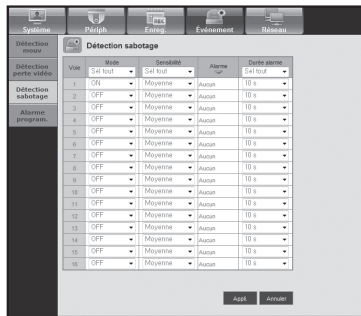 Système Périph Enreg. Événement Réseau
Détection mouv
Détection perte vidéo
Détection sabotage
Alarme program.
Détection sabotage
Voie Mode Sensibilité Alarme Durée alarme
Sél tout Sel tout Sel tout
1 ON Moyenne Aucun 10 s
2 OFF Moyenne Aucun 10 s
3 OFF Moyenne Aucun 10 s
4 OFF Moyenne Aucun 10 s
5 OFF Moyenne Aucun 10 s
6 OFF Moyenne Aucun 10 s
7 OFF Moyenne Aucun 10 s
8 OFF Moyenne Aucun 10 s
9 OFF Moyenne Aucun 10 s
10 OFF Moyenne Aucun 10 s
11 OFF Moyenne Aucun 10 s
12 OFF Moyenne Aucun 10 s
13 OFF Moyenne Aucun 10 s
14 OFF Moyenne Aucun 10 s
15 OFF Moyenne Aucun 10 s
16 OFF Moyenne Aucun 10 s
Appli Annuler